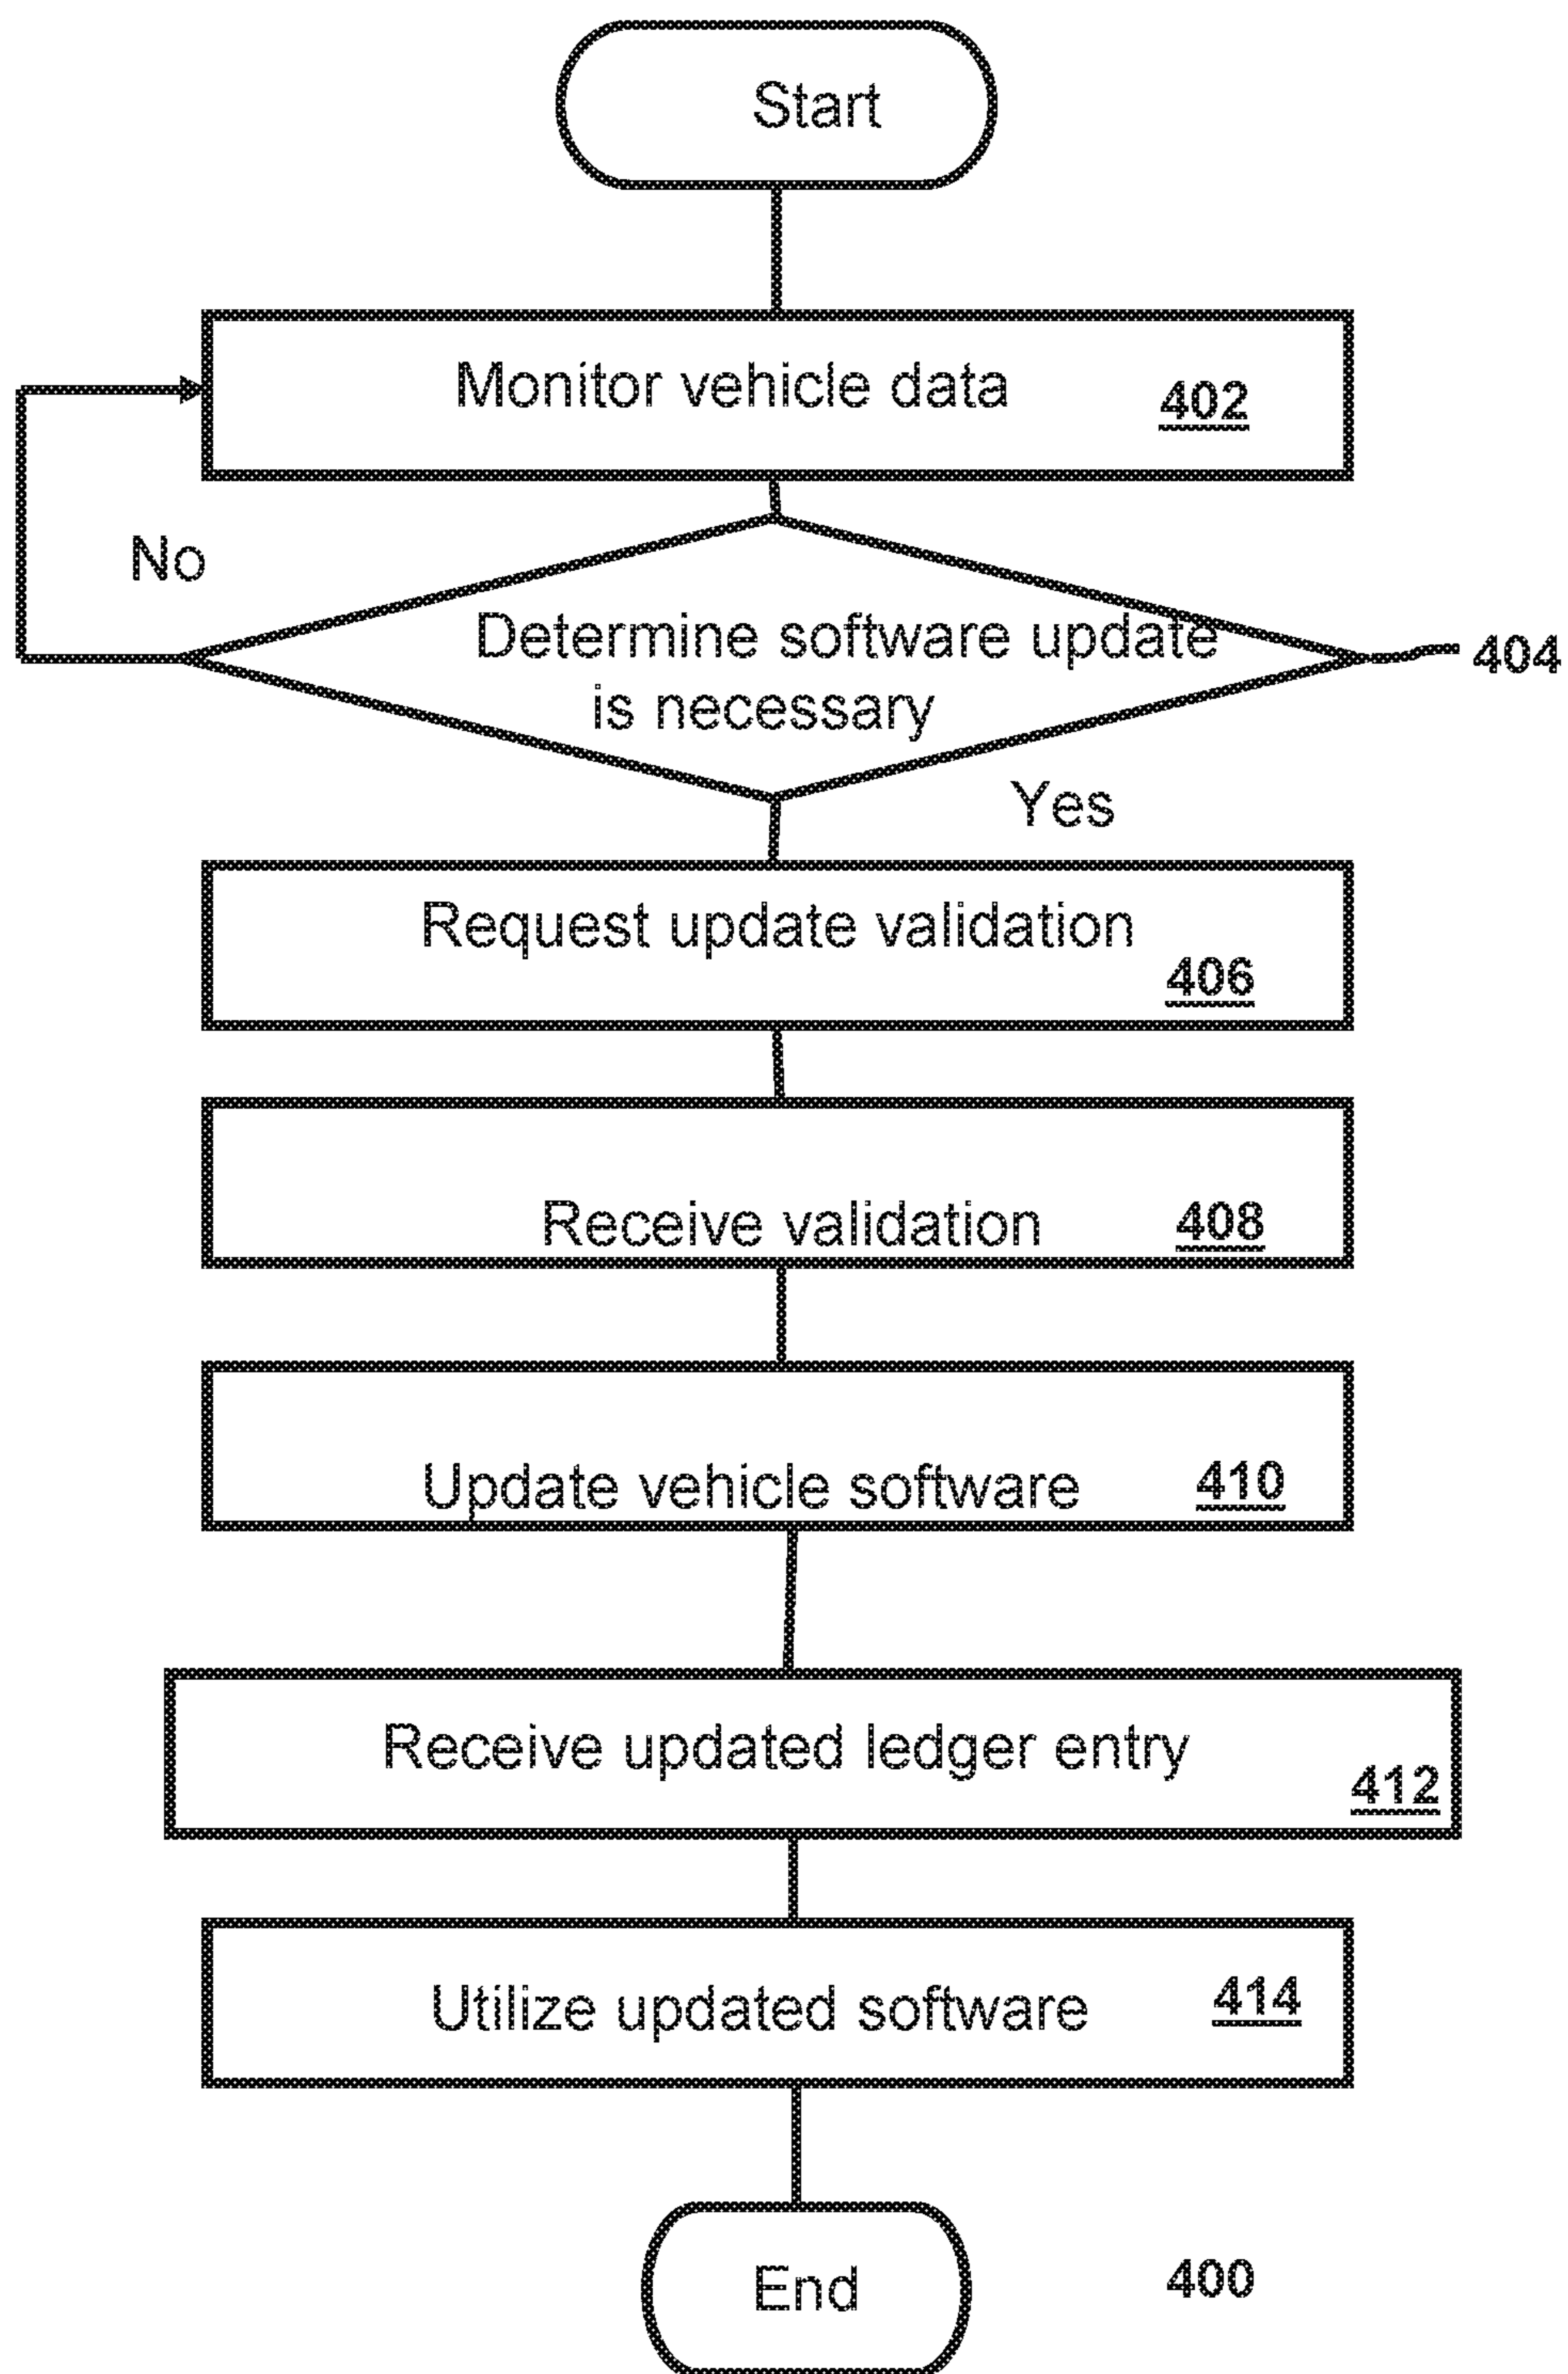 Start
Monitor vehicle data 402
No
Determine software update
is necessary
404
Yes
Request update validation
406
Receive validation 408
Update vehicle software 410
Receive updated ledger entry
412
Utilize updated software 414
End 400